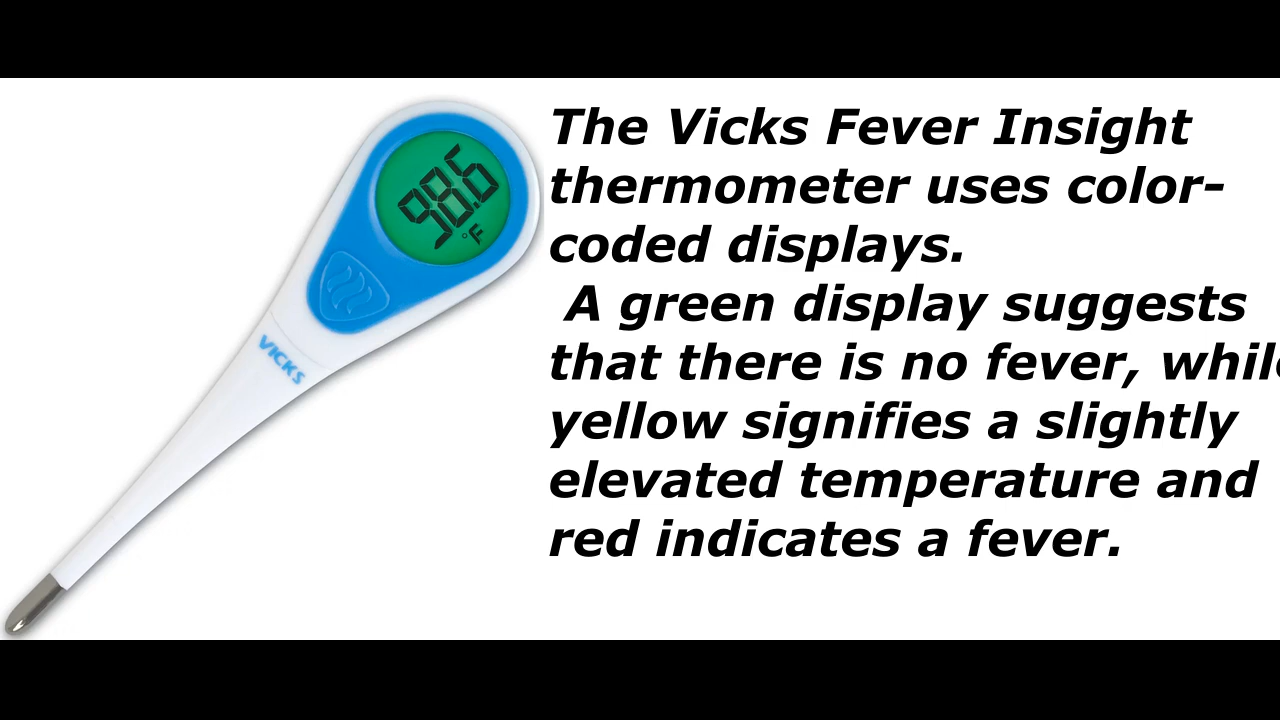 98.6
°F
VICKS
The Vicks Fever Insight
thermometer uses color-
coded displays.
A green display suggests
that there is no fever, while
yellow signifies a slightly
elevated temperature and
red indicates a fever.